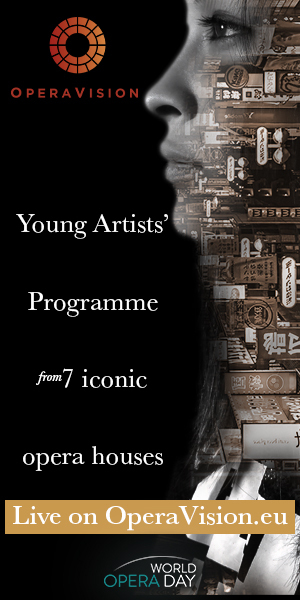 OPERAVISION
Young Artists’
Programme
from 7 iconic
opera houses
Live on OperaVision.eu
WORLD
OPERA DAY